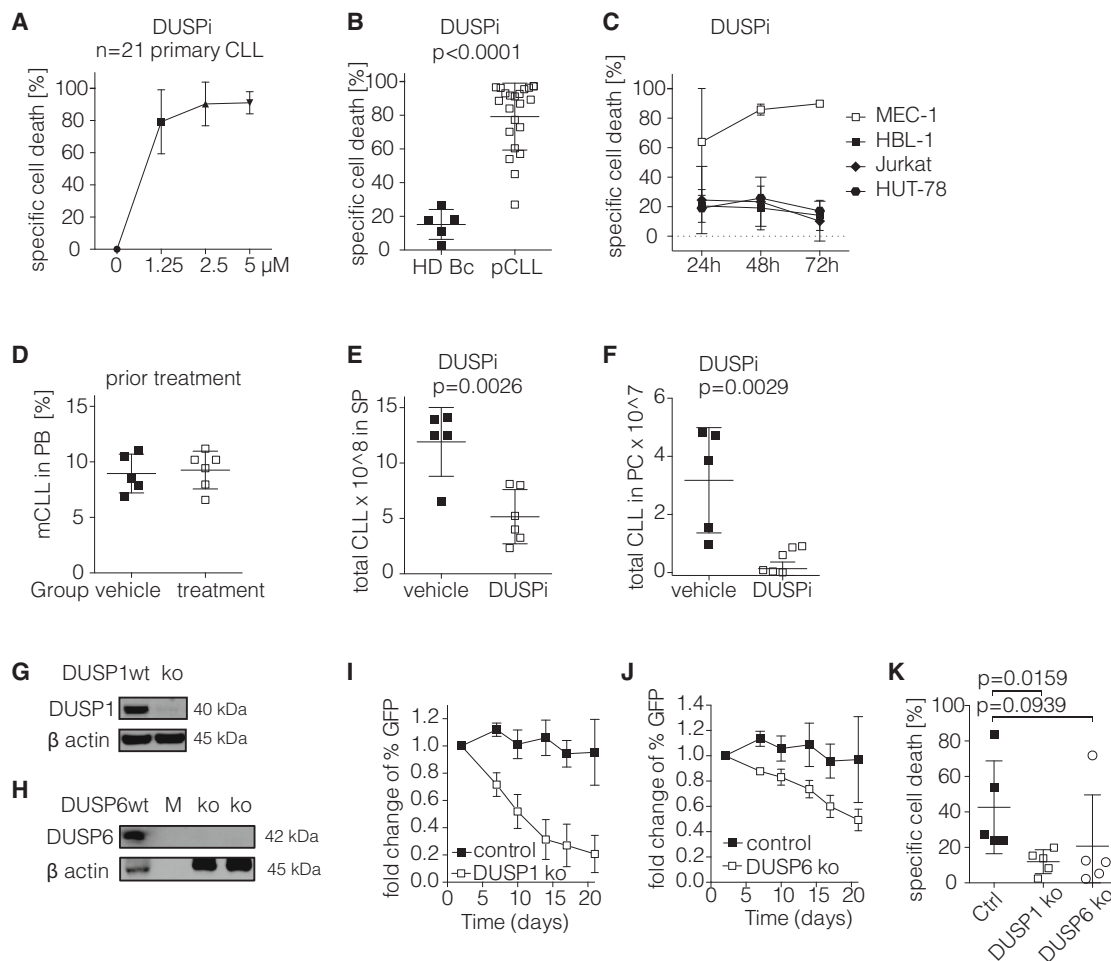 A
DUSPi
n=21 primary CLL
specific cell death [%]
100
80
60
40
20
0
0 1.25 2.5 5 µM
B
DUSPi
p<0.0001
specific cell death [%]
100
80
60
40
20
0
HD Bc pCLL
C
DUSPi
specific cell death [%]
100
80
60
40
20
0
24h 48h 72h
MEC-1
HBL-1
Jurkat
HUT-78
D
prior treatment
mCLL in PB [%]
15
10
5
0
Group vehicle treatment
E
DUSPi
p=0.0026
total CLL x 10^8 in SP
15
10
5
0
vehicle DUSPi
F
DUSPi
p=0.0029
total CLL in PC x 10^7
6
4
2
0
vehicle DUSPi
G
DUSP1wt ko
DUSP1 40 kDa
β actin 45 kDa
H
DUSP6wt M ko ko
DUSP6 42 kDa
β actin 45 kDa
I
fold change of % GFP
1.2
1.0
0.8
0.6
0.4
0.2
0
control
DUSP1 ko
0 5 10 15 20
Time (days)
J
fold change of % GFP
1.4
1.2
1.0
0.8
0.6
0.4
0.2
0
control
DUSP6 ko
0 5 10 15 20
Time (days)
K
p=0.0159
p=0.0939
specific cell death [%]
100
80
60
40
20
0
Ctrl
DUSP1 ko
DUSP6 ko